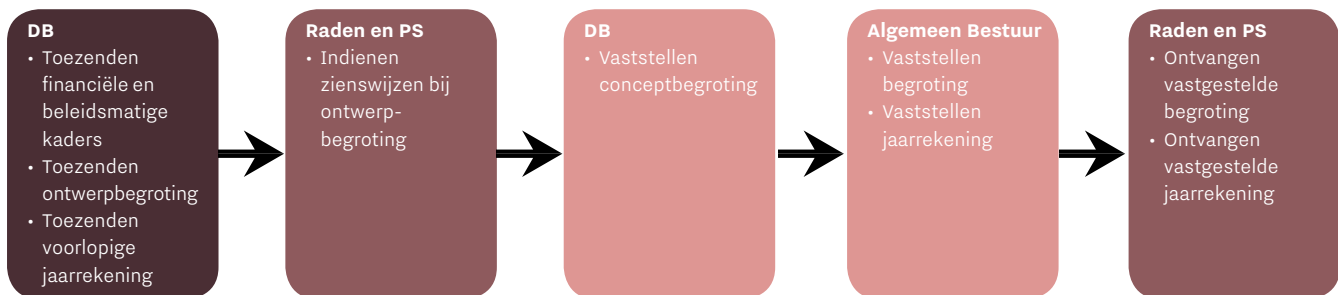 DB
• Toezenden
financiële en
beleidsmatige
kaders
• Toezenden
ontwerpbegroting
• Toezenden
voorlopige
jaarrekening
Raden en PS
• Indienen
zienswijzen bij
ontwerp-
begroting
DB
• Vaststellen
conceptbegroting
Algemeen Bestuur
• Vaststellen
begroting
• Vaststellen
jaarrekening
Raden en PS
• Ontvangen
vastgestelde
begroting
• Ontvangen
vastgestelde
jaarrekening